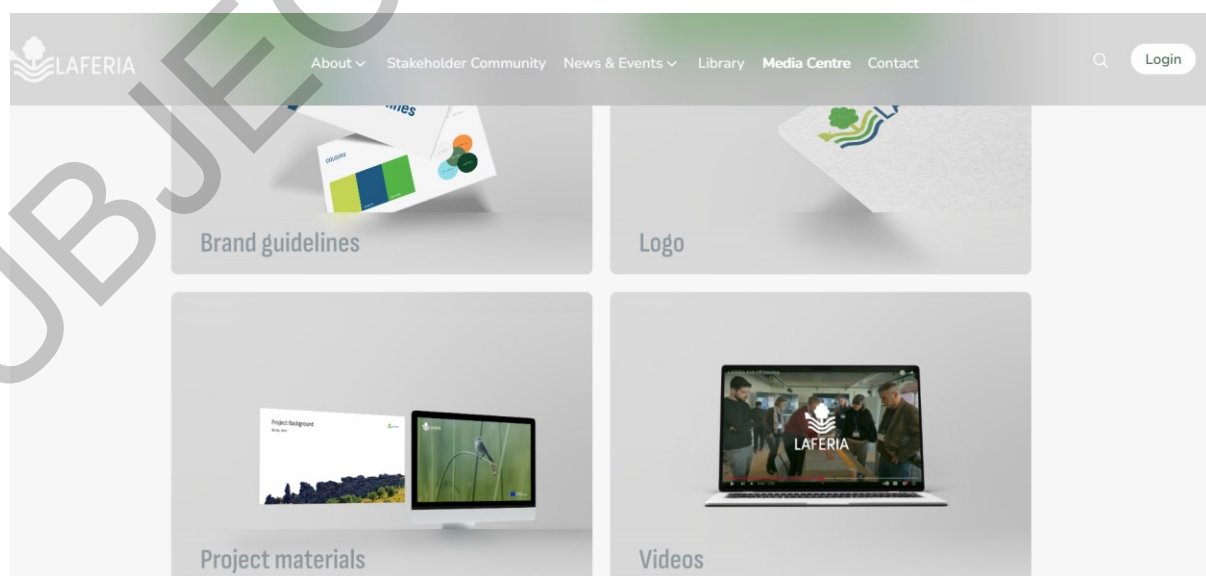 LAFERIA
About
Stakeholder Community
News & Events
Library
Media Centre
Contact
Login
COLOURS
Brand guidelines
Logo
Project Background
LAFERIA
Project materials
Videos